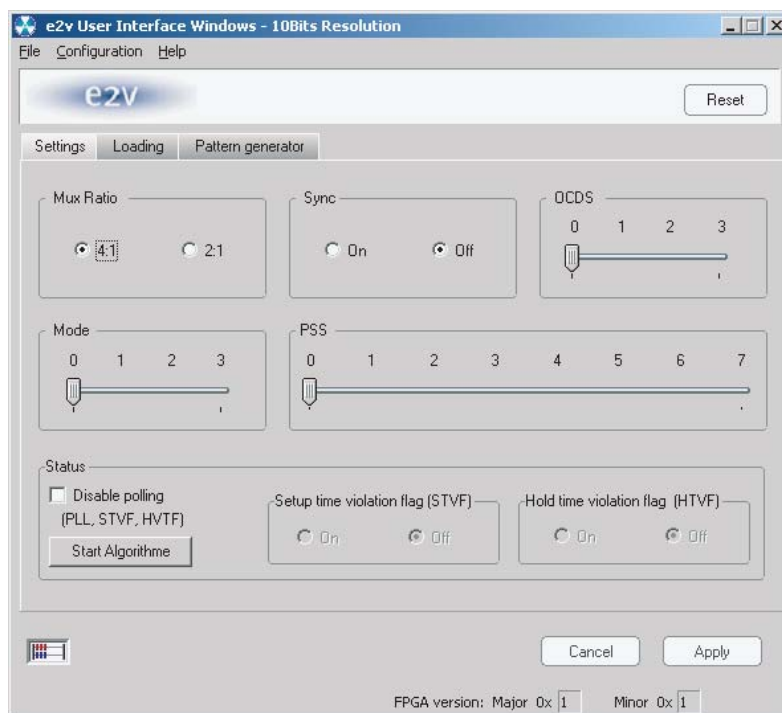 e2v User Interface Windows - 10Bits Resolution
File Configuration Help
e2v
Reset
Settings Loading Pattern generator
Mux Ratio
4:1 2:1
Sync
On Off
OCDS
0 1 2 3
Mode
0 1 2 3
PSS
0 1 2 3 4 5 6 7
Status
Disable polling
(PLL, STVF, HVTF)
Start Algorithme
Setup time violation flag (STVF)
On Off
Hold time violation flag (HTVF)
On Off
Cancel Apply
FPGA version: Major 0x 1 Minor 0x 1